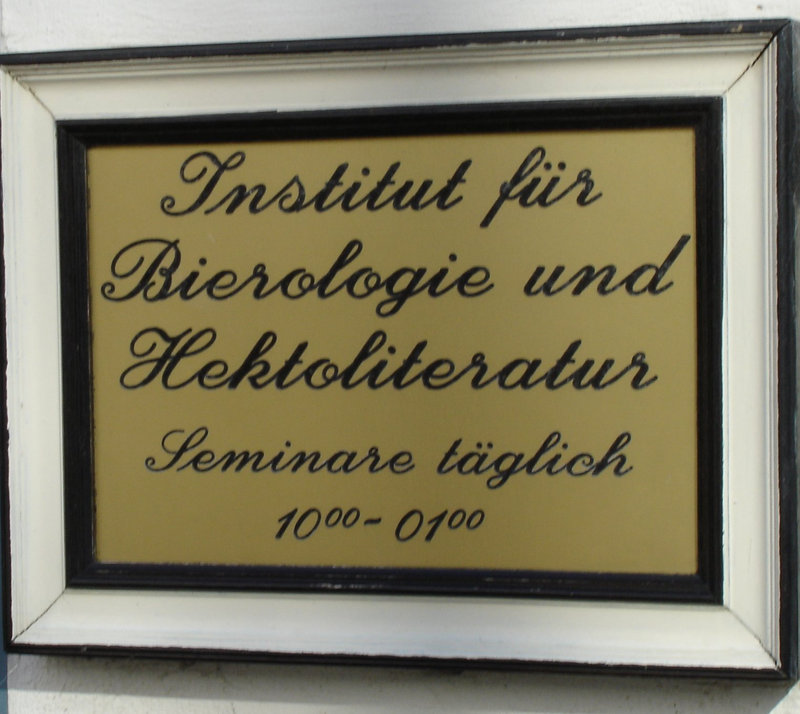 Institut für
Bierologie und
Hektoliteratur
Seminare täglich
10⁰⁰ - 01⁰⁰